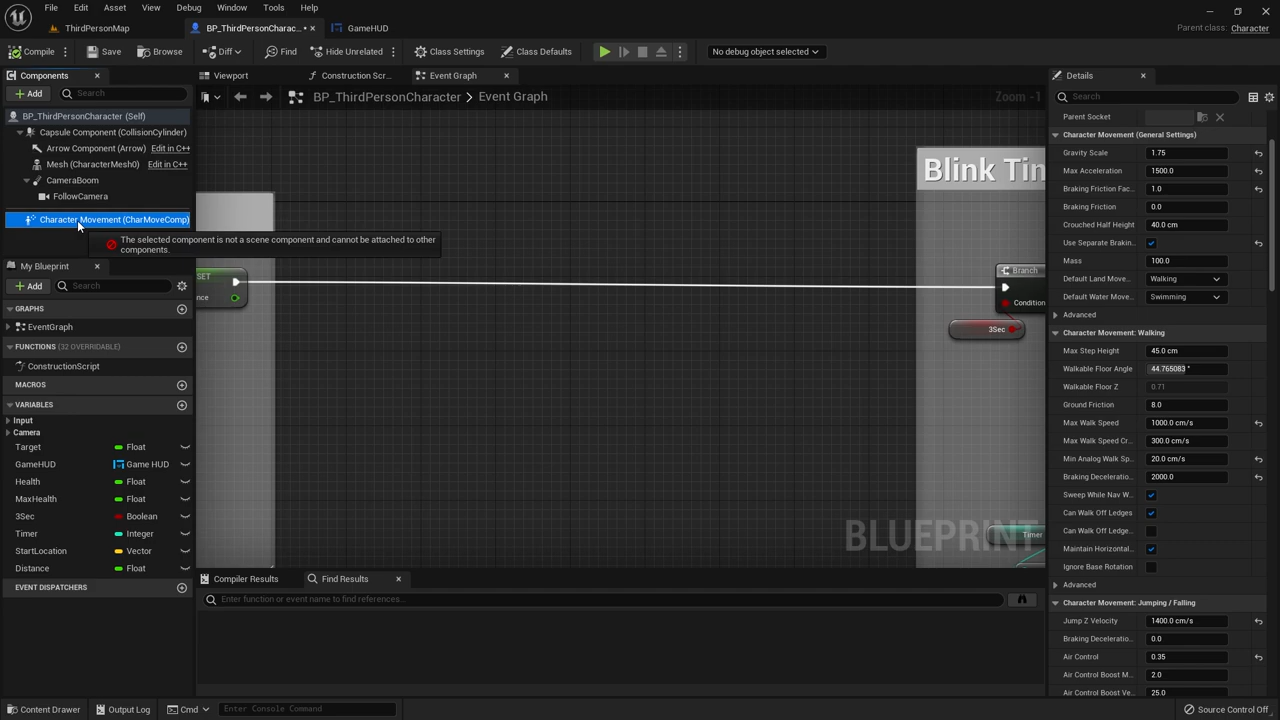 File Edit Asset View Debug Window Tools Help
ThirdPersonMap
BP_ThirdPersonCharac...
GameHUD
Parent class: Character
Compile
Save
Browse
Diff
Find
Hide Unrelated
Class Settings
Class Defaults
No debug object selected
Components
Viewport
Construction Scr...
Event Graph
Details
Add
Search
BP_ThirdPersonCharacter > Event Graph
Zoom -1
Search
BP_ThirdPersonCharacter (Self)
Capsule Component (CollisionCylinder)
Arrow Component (Arrow) Edit in C++
Mesh (CharacterMesh0) Edit in C++
CameraBoom
FollowCamera
Character Movement (CharMoveComp)
The selected component is not a scene component and cannot be attached to other
components.
My Blueprint
Add
Search
GRAPHS
EventGraph
FUNCTIONS (32 OVERRIDABLE)
ConstructionScript
MACROS
VARIABLES
Input
Camera
Target Float
GameHUD Game HUD
Health Float
MaxHealth Float
3Sec Boolean
Timer Integer
StartLocation Vector
Distance Float
EVENT DISPATCHERS
SET
nce
Blink Tin
Branch
Condition
3Sec
Timer
BLUEPRINT
Compiler Results
Find Results
Enter function or event name to find references...
Parent Socket
Character Movement (General Settings)
Gravity Scale 1.75
Max Acceleration 1500.0
Braking Friction Fac... 1.0
Braking Friction 0.0
Crouched Half Height 40.0 cm
Use Separate Brakin...
Mass 100.0
Default Land Move... Walking
Default Water Move... Swimming
Advanced
Character Movement: Walking
Max Step Height 45.0 cm
Walkable Floor Angle 44.765083 °
Walkable Floor Z 0.71
Ground Friction 8.0
Max Walk Speed 1000.0 cm/s
Max Walk Speed Cr... 300.0 cm/s
Min Analog Walk Sp... 20.0 cm/s
Braking Deceleratio... 2000.0
Sweep While Nav W...
Can Walk Off Ledges
Can Walk Off Ledge...
Maintain Horizontal...
Ignore Base Rotation
Advanced
Character Movement: Jumping / Falling
Jump Z Velocity 1400.0 cm/s
Braking Deceleratio... 0.0
Air Control 0.35
Air Control Boost M... 2.0
Air Control Boost Ve... 25.0
Content Drawer
Output Log
Cmd
Enter Console Command
Source Control Off